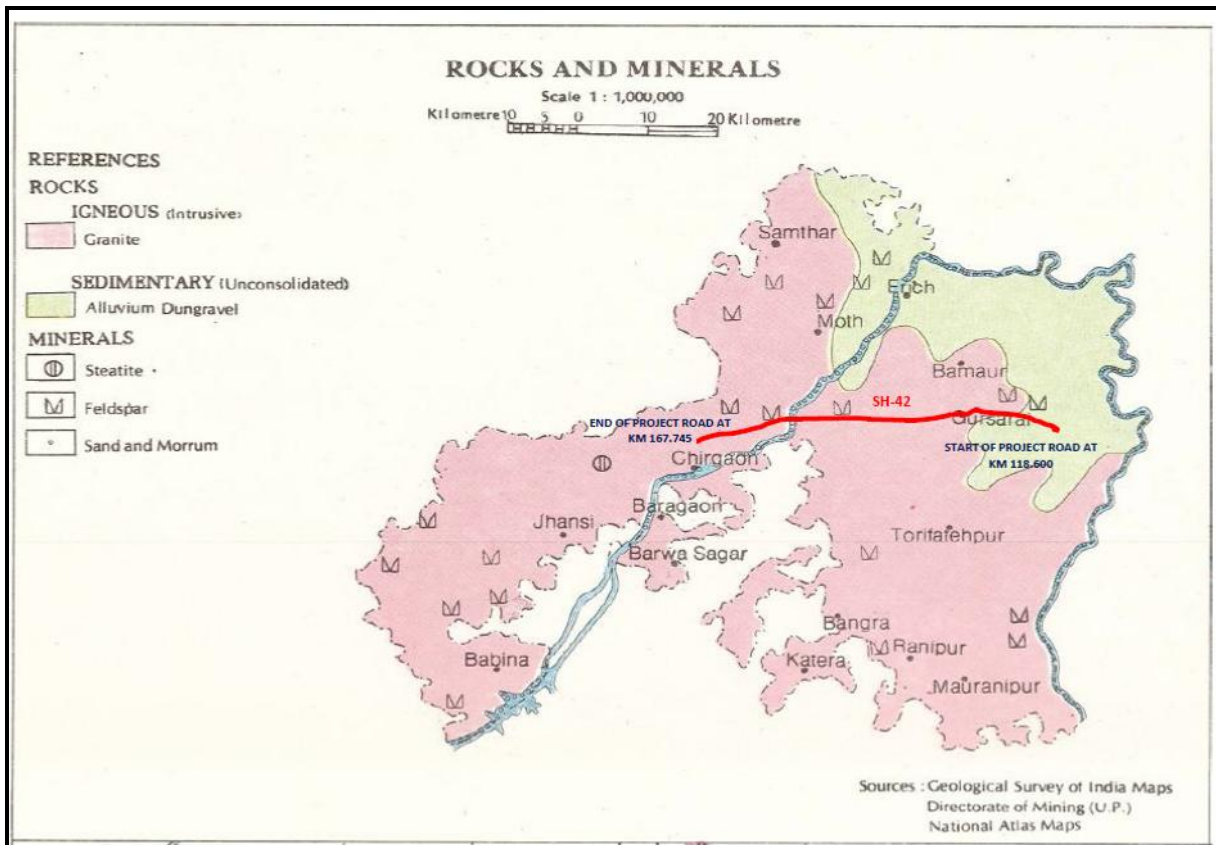 ROCKS AND MINERALS
Scale 1 : 1,000,000
Kilometre 10 5 0 10 20 Kilometre
REFERENCES
ROCKS
IGNEOUS (Intrusive)
Granite
SEDIMENTARY (Unconsolidated)
Alluvium Dungravel
MINERALS
Steatite
Feldspar
Sand and Morrum
Samthar
Erich
Moth
Bamaur
SH-42
Gursarai
END OF PROJECT ROAD AT
KM 167.745
START OF PROJECT ROAD AT
KM 118.600
Chirgaon
Baragaon
Jhansi
Torifatehpur
Barwa Sagar
Bangra
Babina
Katera
Ranipur
Mauranipur
Sources : Geological Survey of India Maps
Directorate of Mining (U.P.)
National Atlas Maps